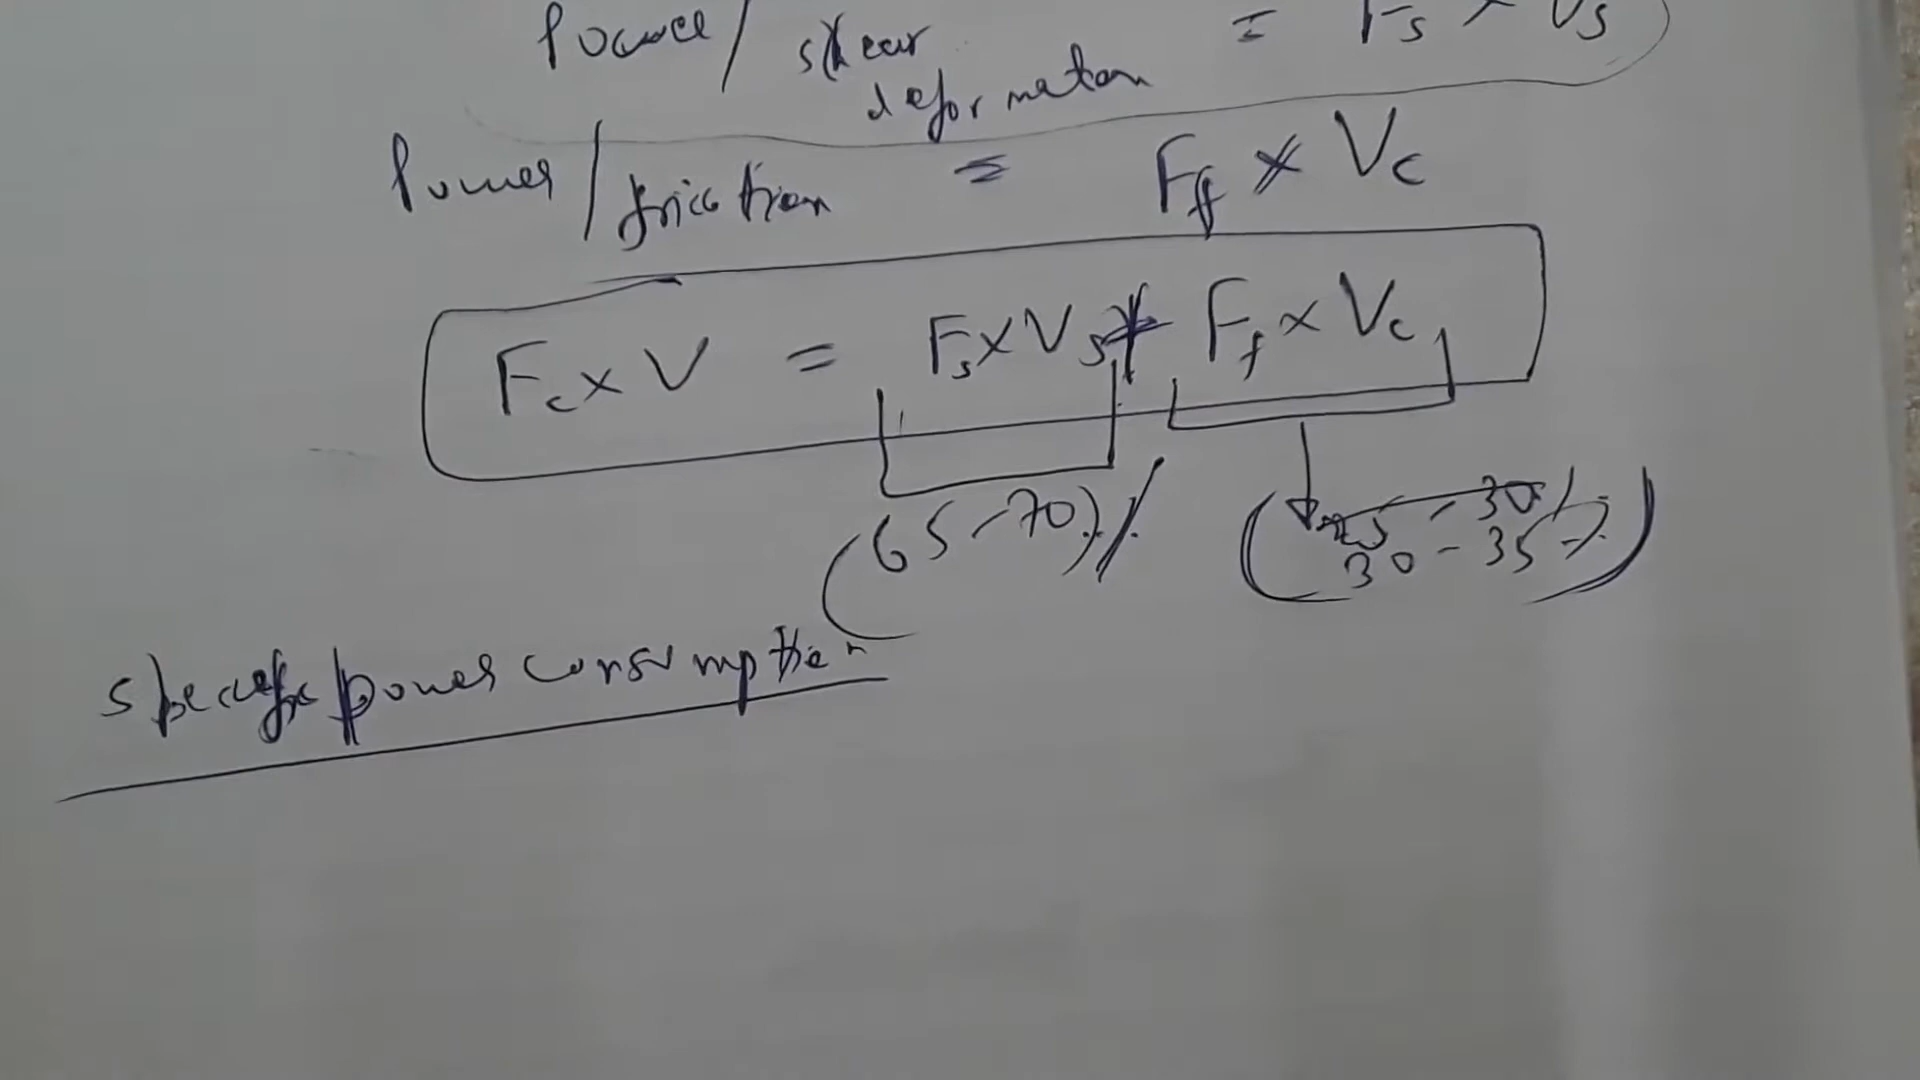 Power/ shear deformation = Fs × Vs
Power/ friction = Ff × Vc
Fc × V = Fs × Vs + Ff × Vc
(65-70)% (25 - 30%
30 - 35%)
specific power consumption